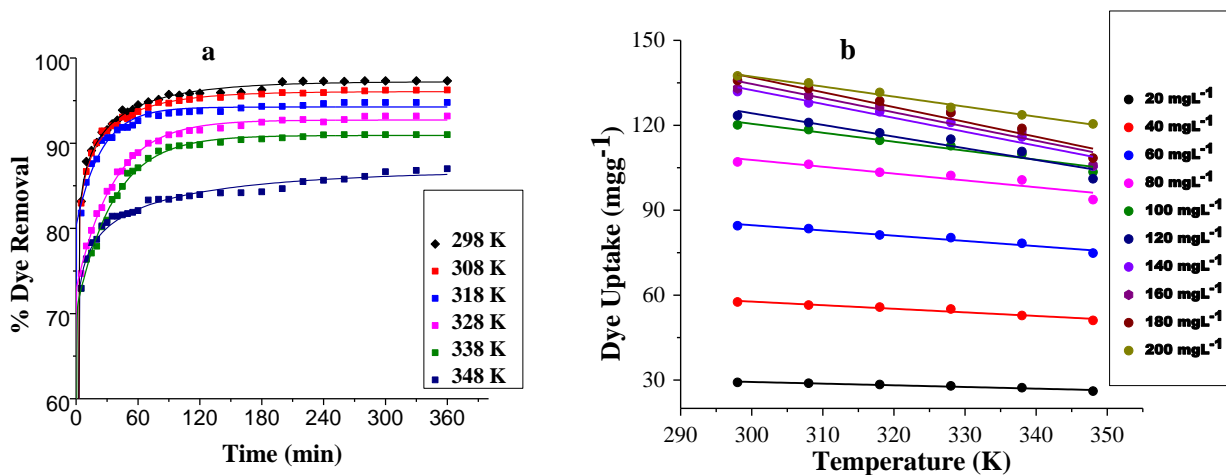 a
% Dye Removal
100
90
80
70
60
0 60 120 180 240 300 360
Time (min)
298 K
308 K
318 K
328 K
338 K
348 K
b
Dye Uptake (mgg⁻¹)
150
120
90
60
30
290 300 310 320 330 340 350
Temperature (K)
20 mgL⁻¹
40 mgL⁻¹
60 mgL⁻¹
80 mgL⁻¹
100 mgL⁻¹
120 mgL⁻¹
140 mgL⁻¹
160 mgL⁻¹
180 mgL⁻¹
200 mgL⁻¹